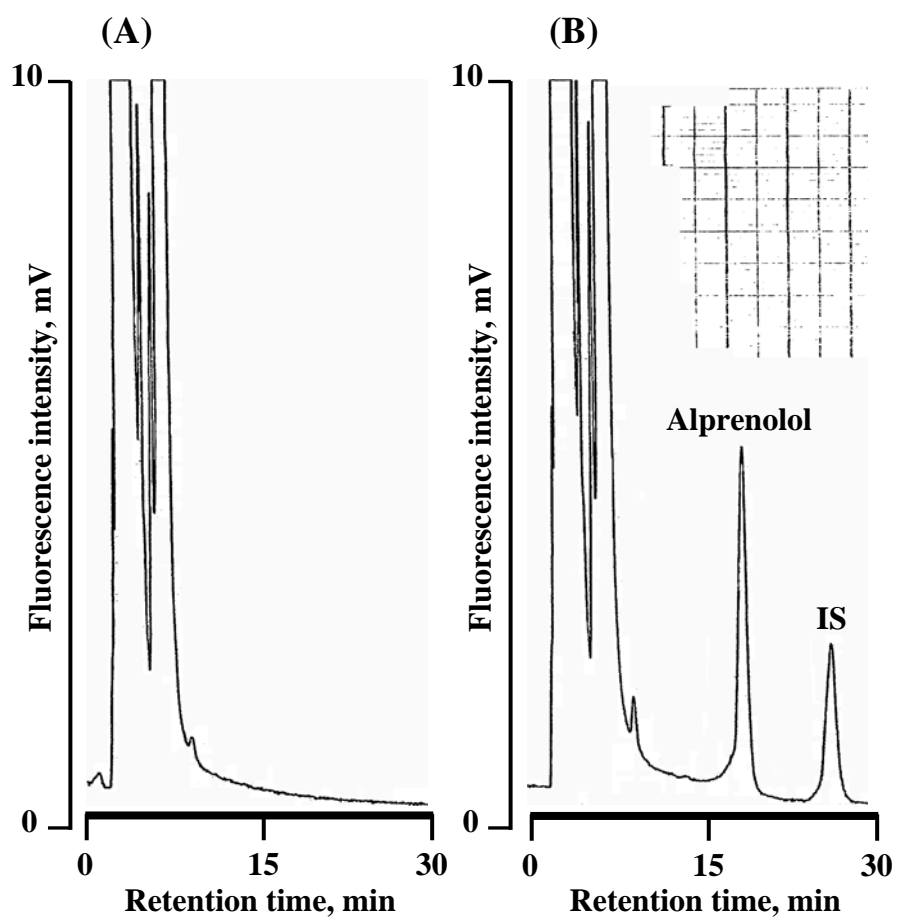 (A)
10
Fluorescence intensity, mV
0
0 15 30
Retention time, min
(B)
10
Fluorescence intensity, mV
Alprenolol
IS
0
0 15 30
Retention time, min